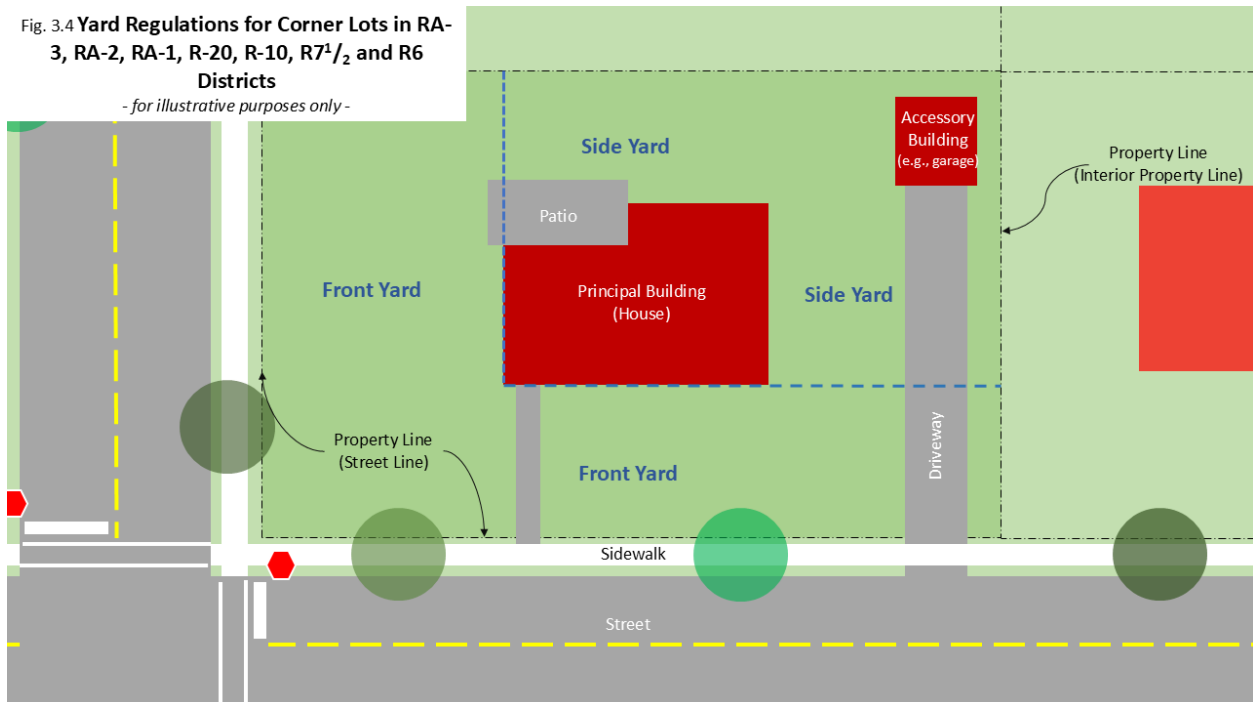 Fig. 3.4 Yard Regulations for Corner Lots in RA-
3, RA-2, RA-1, R-20, R-10, R7¹/₂ and R6
Districts
- for illustrative purposes only -
Side Yard
Accessory
Building
(e.g., garage)
Property Line
(Interior Property Line)
Patio
Front Yard
Principal Building
(House)
Side Yard
Property Line
(Street Line)
Front Yard
Driveway
Sidewalk
Street